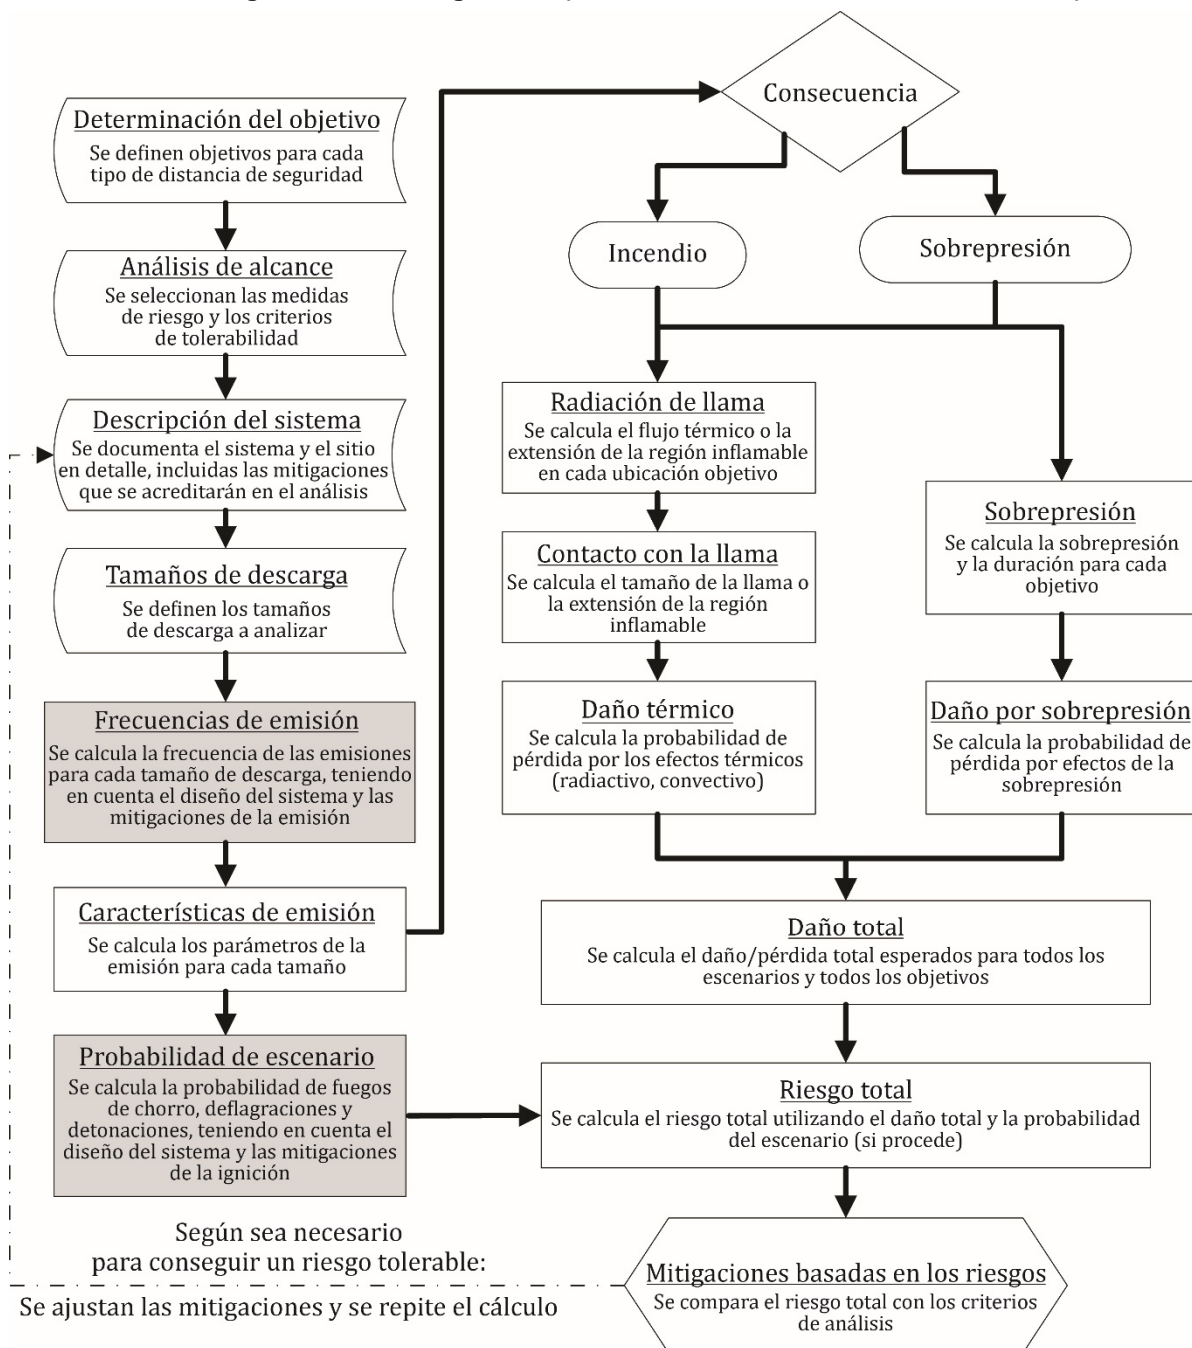 Determinación del objetivo
Se definen objetivos para cada
tipo de distancia de seguridad
Análisis de alcance
Se seleccionan las medidas
de riesgo y los criterios
de tolerabilidad
Descripción del sistema
Se documenta el sistema y el sitio
en detalle, incluidas las mitigaciones
que se acreditarán en el análisis
Tamaños de descarga
Se definen los tamaños
de descarga a analizar
Frecuencias de emisión
Se calcula la frecuencia de las emisiones
para cada tamaño de descarga, teniendo
en cuenta el diseño del sistema y las
mitigaciones de la emisión
Características de emisión
Se calcula los parámetros de la
emisión para cada tamaño
Probabilidad de escenario
Se calcula la probabilidad de fuegos
de chorro, deflagraciones y
detonaciones, teniendo en cuenta el
diseño del sistema y las mitigaciones
de la ignición
Consecuencia
Incendio
Sobrepresión
Radiación de llama
Se calcula el flujo térmico o la
extensión de la región inflamable
en cada ubicación objetivo
Contacto con la llama
Se calcula el tamaño de la llama o
la extensión de la región
inflamable
Daño térmico
Se calcula la probabilidad de
pérdida por los efectos térmicos
(radiactivo, convectivo)
Sobrepresión
Se calcula la sobrepresión
y la duración para cada
objetivo
Daño por sobrepresión
Se calcula la probabilidad de
pérdida por efectos de la
sobrepresión
Daño total
Se calcula el daño/pérdida total esperados para todos los
escenarios y todos los objetivos
Riesgo total
Se calcula el riesgo total utilizando el daño total y la probabilidad
del escenario (si procede)
Mitigaciones basadas en los riesgos
Se compara el riesgo total con los criterios
de análisis
Según sea necesario
para conseguir un riesgo tolerable:
Se ajustan las mitigaciones y se repite el cálculo